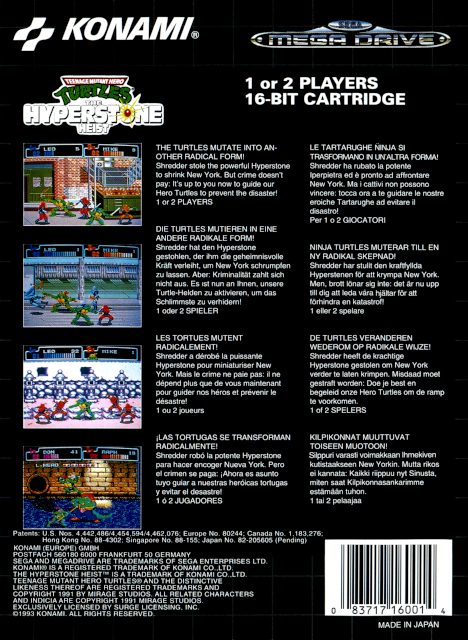 KONAMI®
SEGA
MEGA DRIVE
TEENAGE MUTANT HERO
TURTLES
THE
HYPERSTONE
HEIST
1 or 2 PLAYERS
16-BIT CARTRIDGE
LEO 5 MIKE 9
THE TURTLES MUTATE INTO AN-
OTHER RADICAL FORM!
Shredder stole the powerful Hyperstone
to shrink New York. But crime doesn't
pay: It's up to you now to guide our
Hero Turtles to prevent the disaster!
1 or 2 PLAYERS
LE TARTARUGHE NINJA SI
TRASFORMANO IN UN'ALTRA FORMA!
Shredder ha rubato la potente
Iperpietra ed è pronto ad affrontare
New York. Ma i cattivi non possono
vincere: tocca ora a te guidare le nostre
eroiche Tartarughe ad evitare il
disastro!
Per 1 o 2 GIOCATORI
LEO MIKE 1
DIE TURTLES MUTIEREN IN EINE
ANDERE RADIKALE FORM!
Shredder hat den Hyperstone
gestohlen, der ihm die geheimnisvolle
Kraft verleiht, um New York schrumpfen
zu lassen. Aber: Kriminalität zahlt sich
nicht aus. Es ist nun an Ihnen, unsere
Turtle-Helden zu aktivieren, um das
Schlimmste zu verhidern!
1 oder 2 SPIELER
NINJA TURTLES MUTERAR TILL EN
NY RADIKAL SKEPNAD!
Shredder har stulit den kraftfyllda
Hyperstenen för att krympa New York.
Men, brott lönar sig inte: det är nu upp
till dig att leda våra hjältar för att
förhindra en katastrof!
1 eller 2 spelare
LEO 22 MIKE 1
LES TORTUES MUTENT
RADICALEMENT!
Shredder a dérobé la puissante
Hyperstone pour miniaturiser New
York. Mais le crime ne paie pas: il ne
dépend plus que de vous maintenant
pour guider nos héros et prévenir le
désastre!
1 ou 2 joueurs
DE TURTLES VERANDEREN
WEDEROM OP RADIKALE WIJZE!
Shredder heeft de krachtige
Hyperstone gestolen om New York
verder te laten krimpen. Misdaad moet
gestraft worden: Doe je best en
begeleid onze Hero Turtles om de ramp
te voorkomen.
1 of 2 SPELERS
DON 41 RAPH 18
L.HEAD
¡LAS TORTUGAS SE TRANSFORMAN
RADICALMENTE!
Shredder robó la potente Hyperstone
para hacer encoger Nueva York. Pero
el crimen se paga: ¡Ahora es asunto
tuyo guiar a nuestras heróicas tortugas
y evitar el desastre!
1 ó 2 JUGADORES
KILPIKONNAT MUUTTUVAT
TOISEEN MUOTOON!
Silppuri varasti voimakkaan Ihmekiven
kutistaakseen New Yorkin. Mutta rikos
ei kannata: Kaikki riippuu nyt Sinusta,
miten saat Kilpikonnasankarimme
estämään tuhon.
1 tai 2 pelaajaa
Patents: U.S. Nos. 4,442,486/4,454,594/4,462,076; Europe No. 80244; Canada No. 1,183,276;
Hong Kong No. 88-4302; Singapore No. 88-155; Japan No. 82-205605 (Pending)
KONAMI (EUROPE) GMBH
POSTFACH 560180 6000 FRANKFURT 50 GERMANY
SEGA AND MEGADRIVE ARE TRADEMARKS OF SEGA ENTERPRISES LTD.
KONAMI® IS A REGISTERED TRADEMARK OF KONAMI CO.,LTD.
THE HYPERSTONE HEIST™ IS A TRADEMARK OF KONAMI CO.,LTD.
TEENAGE MUTANT HERO TURTLES® AND THE DISTINCTIVE
LIKENESS THEREOF ARE REGISTERED TRADEMARKS AND
COPYRIGHT 1991 BY MIRAGE STUDIOS. ALL RELATED CHARACTERS
AND INDICIA ARE COPYRIGHT 1991 MIRAGE STUDIOS.
EXCLUSIVELY LICENSED BY SURGE LICENSING, INC.
©1993 KONAMI. ALL RIGHTS RESERVED.
0 83717 16001 4
MADE IN JAPAN